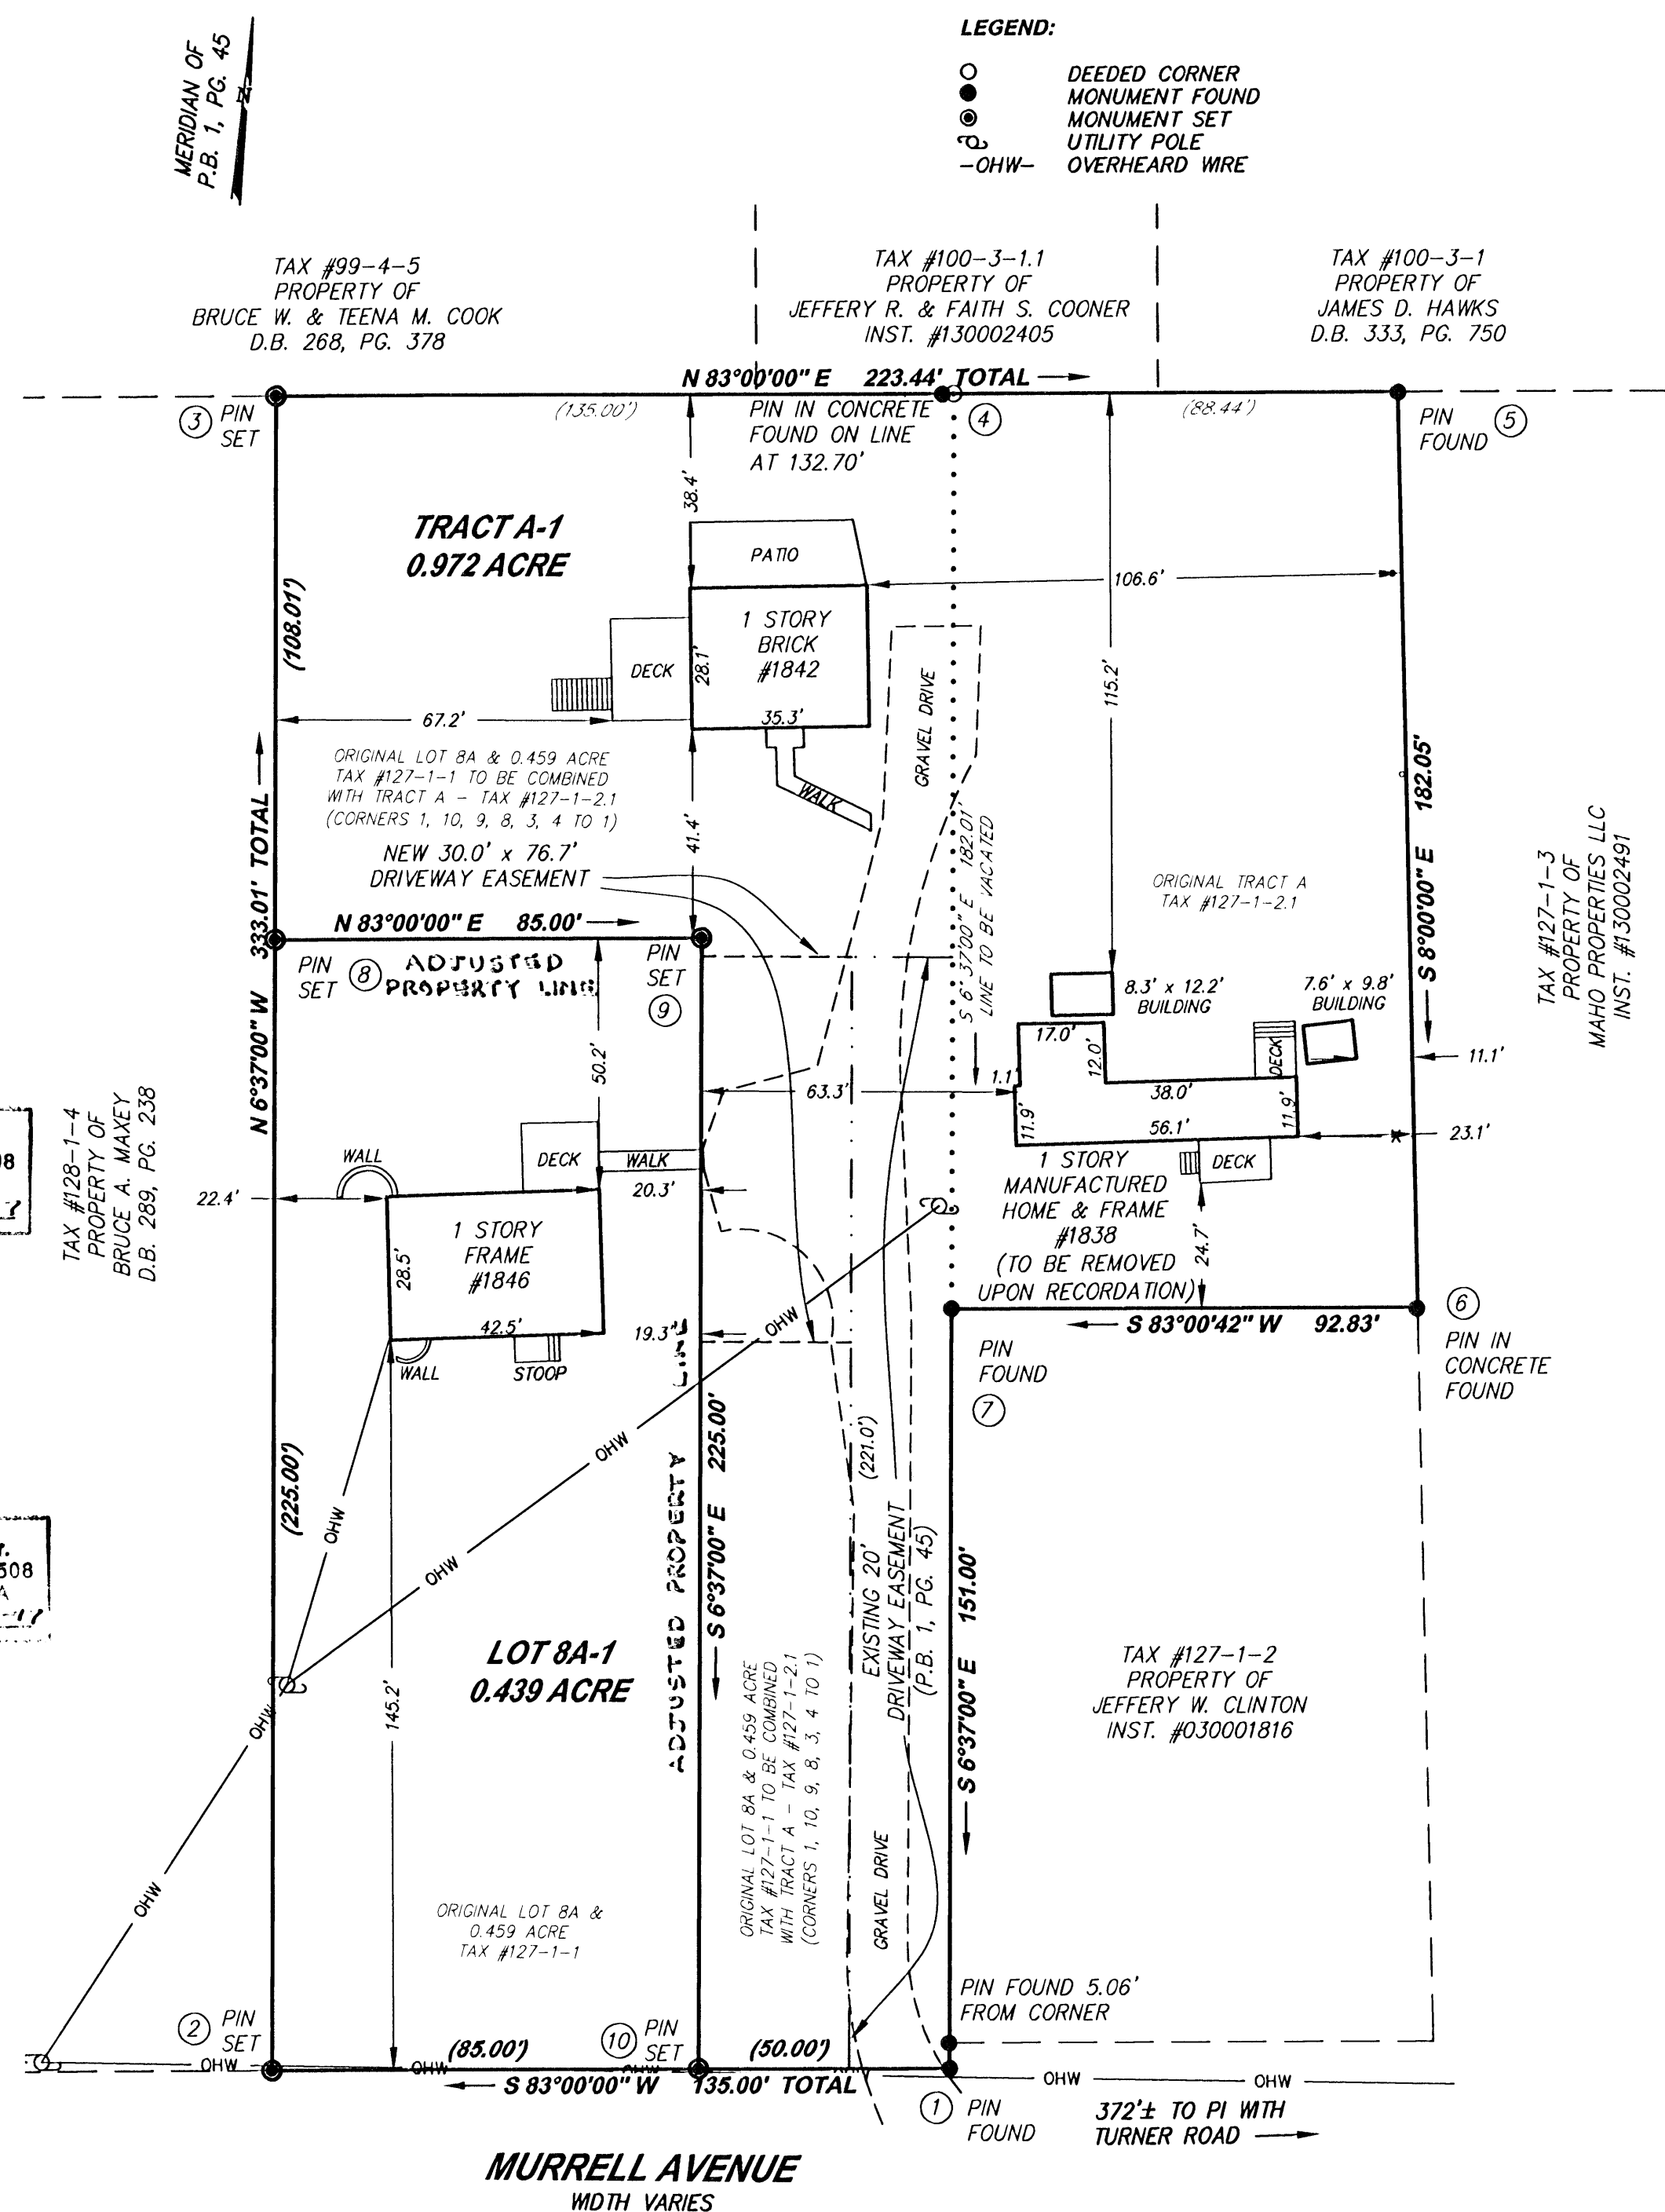 MERIDIAN OF
P.B. 1, PG. 45
N
LEGEND:
DEEDED CORNER
MONUMENT FOUND
MONUMENT SET
UTILITY POLE
-OHW- OVERHEARD WIRE
TAX #99-4-5
PROPERTY OF
BRUCE W. & TEENA M. COOK
D.B. 268, PG. 378
TAX #100-3-1.1
PROPERTY OF
JEFFERY R. & FAITH S. COONER
INST. #130002405
TAX #100-3-1
PROPERTY OF
JAMES D. HAWKS
D.B. 333, PG. 750
N 83°00'00" E 223.44' TOTAL
3 PIN
SET
(135.00')
PIN IN CONCRETE
FOUND ON LINE
AT 132.70'
4
(88.44')
PIN
FOUND
5
38.4'
TRACT A-1
0.972 ACRE
PATIO
106.6'
(108.01')
1 STORY
BRICK
#1842
DECK
28.1'
35.3'
67.2'
115.2'
GRAVEL DRIVE
WALK
ORIGINAL LOT 8A & 0.459 ACRE
TAX #127-1-1 TO BE COMBINED
WITH TRACT A - TAX #127-1-2.1
(CORNERS 1, 10, 9, 8, 3, 4 TO 1)
41.4'
NEW 30.0' x 76.7'
DRIVEWAY EASEMENT
N 6°37'00" W 333.01' TOTAL
S 6°37'00" E 182.01'
LINE TO BE VACATED
ORIGINAL TRACT A
TAX #127-1-2.1
S 8°00'00" E 182.05'
TAX #127-1-3
PROPERTY OF
MAHO PROPERTIES LLC
INST. #130002491
N 83°00'00" E 85.00'
PIN
SET
8
ADJUSTED
PROPERTY LINE
PIN
SET
9
8.3' x 12.2'
BUILDING
7.6' x 9.8'
BUILDING
17.0'
12.0'
DECK
11.1'
50.2'
63.3'
1.1'
38.0'
11.9'
11.9'
56.1'
23.1'
TAX #128-1-4
PROPERTY OF
BRUCE A. MAXEY
D.B. 289, PG. 238
8
7
WALL
DECK
WALK
22.4'
20.3'
1 STORY
FRAME
#1846
28.5'
42.5'
19.3'
WALL
STOOP
1 STORY
MANUFACTURED
HOME & FRAME
#1838
(TO BE REMOVED
UPON RECORDATION)
DECK
24.7'
OHW
S 83°00'42" W 92.83'
6
PIN IN
CONCRETE
FOUND
PIN
FOUND
7
OHW
OHW
OHW
(225.00')
(221.0')
ADJUSTED PROPERTY LINE
S 6°37'00" E 225.00'
508
A
-17
EXISTING 20'
DRIVEWAY EASEMENT
(P.B. 1, PG. 45)
S 6°37'00" E 151.00'
LOT 8A-1
0.439 ACRE
145.2'
ORIGINAL LOT 8A & 0.459 ACRE
TAX #127-1-1 TO BE COMBINED
WITH TRACT A - TAX #127-1-2.1
(CORNERS 1, 10, 9, 8, 3, 4 TO 1)
TAX #127-1-2
PROPERTY OF
JEFFERY W. CLINTON
INST. #030001816
OHW
OHW
GRAVEL DRIVE
ORIGINAL LOT 8A &
0.459 ACRE
TAX #127-1-1
PIN FOUND 5.06'
FROM CORNER
2 PIN
SET
10 PIN
SET
(85.00')
(50.00')
OHW
OHW
OHW
OHW
OHW
S 83°00'00" W 135.00' TOTAL
1 PIN
FOUND
372'± TO PI WITH
TURNER ROAD
MURRELL AVENUE
WIDTH VARIES